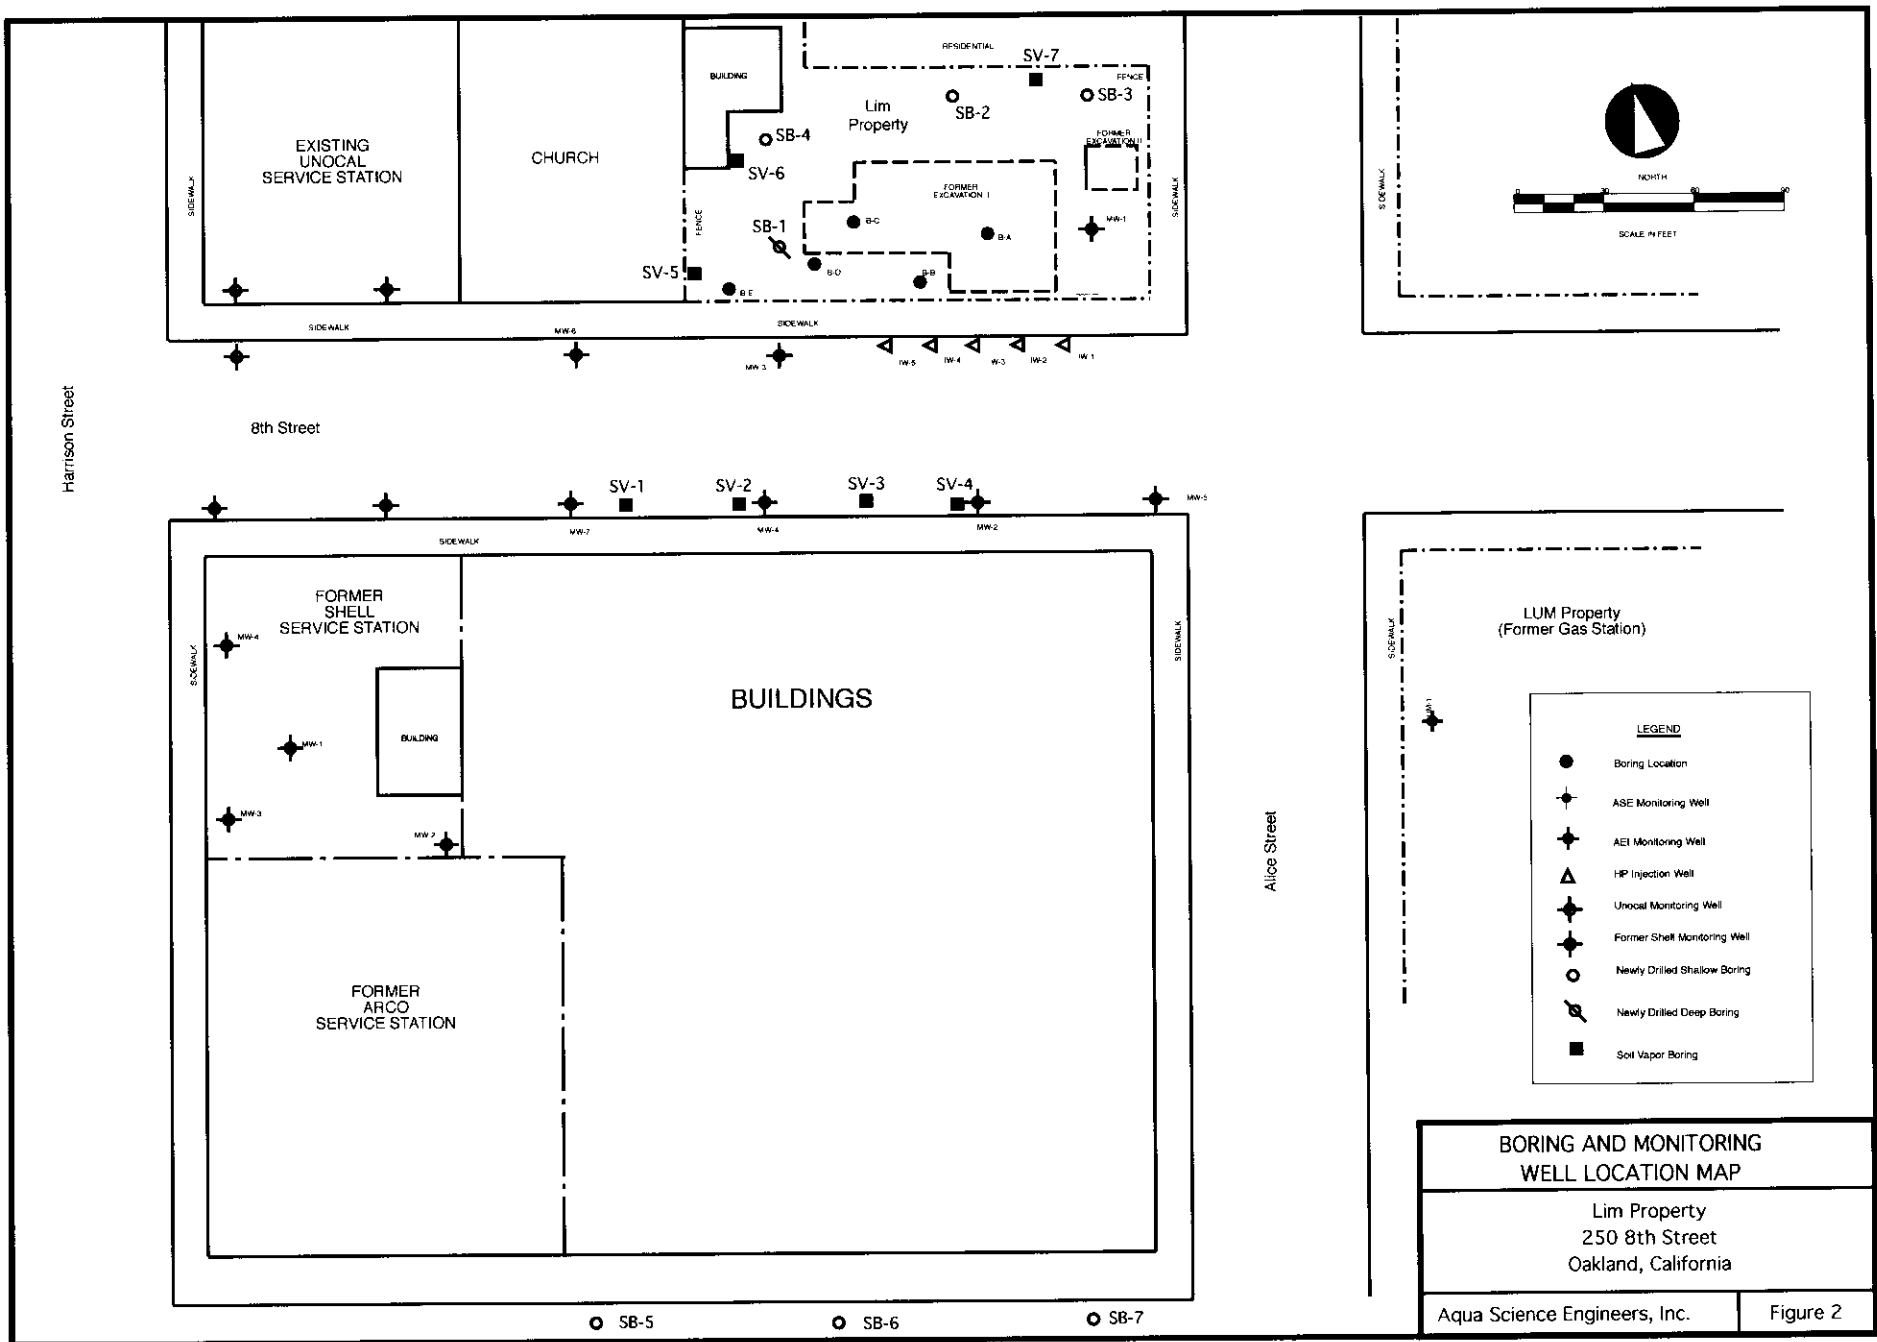 RESIDENTIAL
SV-7
FENCE
BUILDING
SB-2
SB-3
Lim
Property
SB-4
FORMER
EXCAVATION II
EXISTING
UNOCAL
SERVICE STATION
CHURCH
SV-6
FORMER
EXCAVATION I
SIDEWALK
FENCE
SB-1
B-C
B-A
MW-1
SIDEWALK
SV-5
B-D
B-B
B-E
SIDEWALK
MW-6
SIDEWALK
MW-3
IW-5
IW-4
W-3
IW-2
IW-1
SIDEWALK
NORTH
0
30
60
90
SCALE IN FEET
Harrison Street
8th Street
SV-1
SV-2
SV-3
SV-4
MW-5
SIDEWALK
MW-7
MW-4
MW-2
FORMER
SHELL
SERVICE STATION
MW-4
SIDEWALK
BUILDING
MW-1
MW-3
MW-2
BUILDINGS
SIDEWALK
Alice Street
SIDEWALK
LUM Property
(Former Gas Station)
FORMER
ARCO
SERVICE STATION
SB-5
SB-6
SB-7
LEGEND
Boring Location
ASE Monitoring Well
AEI Monitoring Well
HP Injection Well
Unocal Monitoring Well
Former Shell Monitoring Well
Newly Drilled Shallow Boring
Newly Drilled Deep Boring
Soil Vapor Boring
BORING AND MONITORING
WELL LOCATION MAP
Lim Property
250 8th Street
Oakland, California
Aqua Science Engineers, Inc.
Figure 2